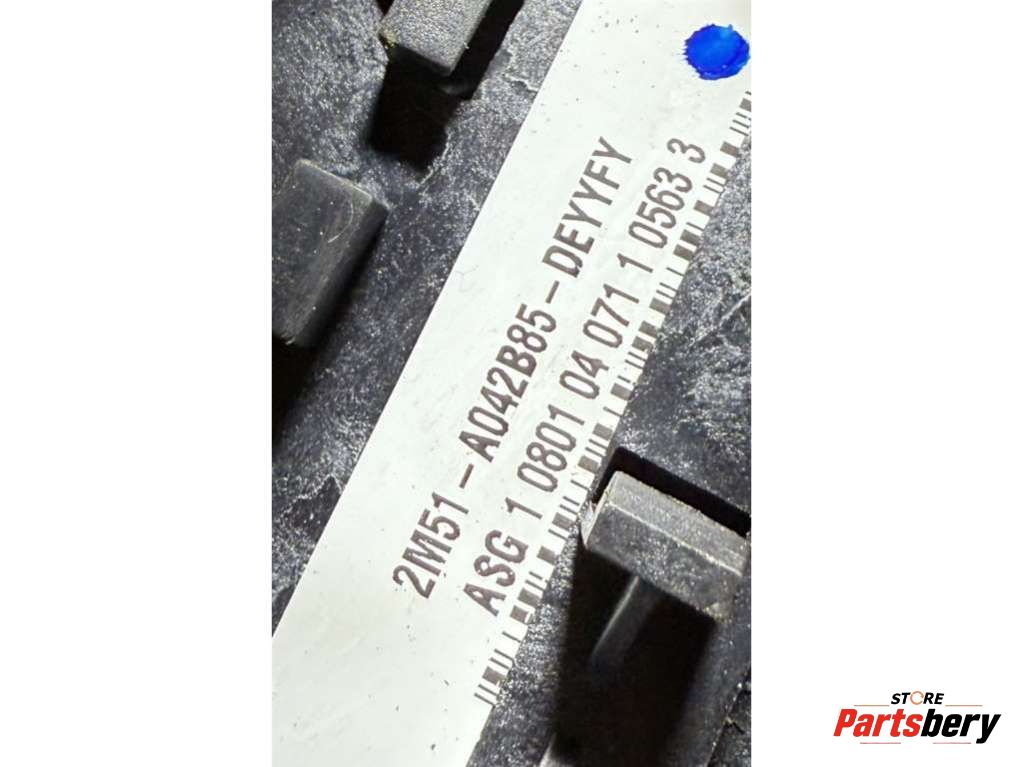 2M51-A042B85-DEYYFY
ASG 1 0801 04 071 1 0563 3
STORE
Partsbery